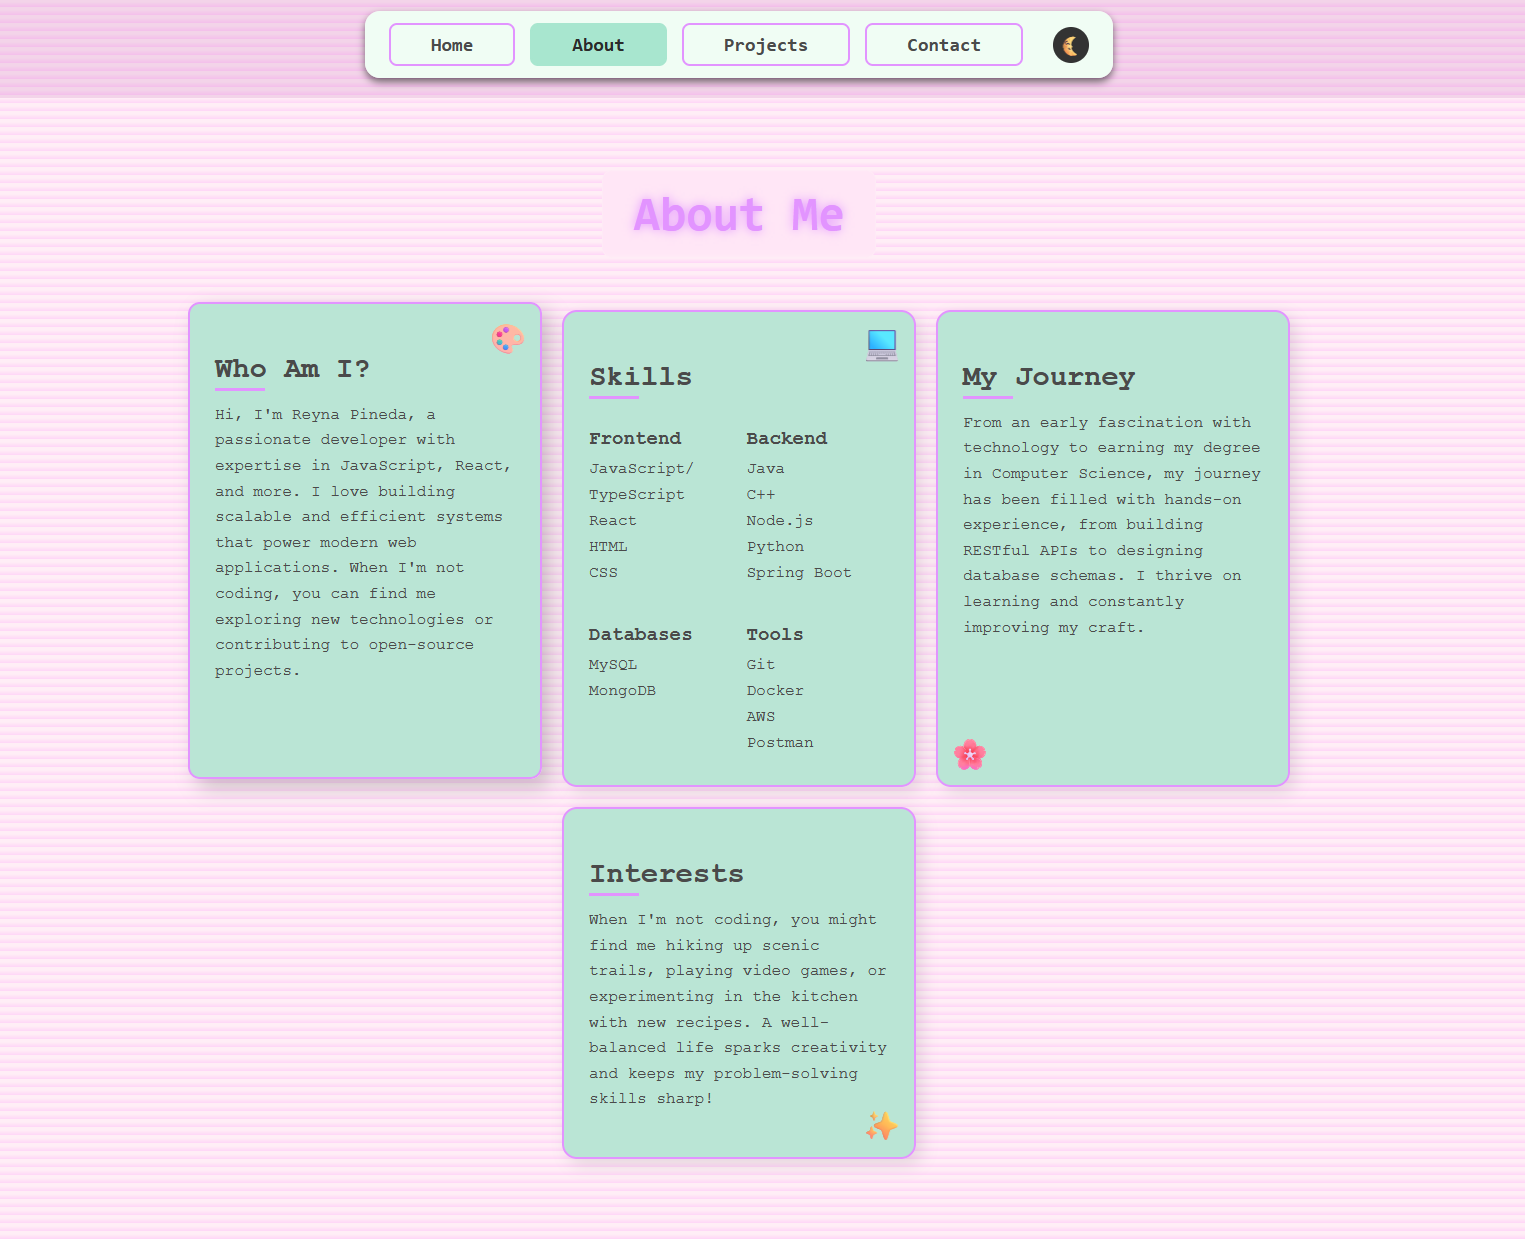 Home
About
Projects
Contact
About Me
Who Am I?
Hi, I'm Reyna Pineda, a
passionate developer with
expertise in JavaScript, React,
and more. I love building
scalable and efficient systems
that power modern web
applications. When I'm not
coding, you can find me
exploring new technologies or
contributing to open-source
projects.
Skills
Frontend
JavaScript/
TypeScript
React
HTML
CSS
Backend
Java
C++
Node.js
Python
Spring Boot
Databases
MySQL
MongoDB
Tools
Git
Docker
AWS
Postman
My Journey
From an early fascination with
technology to earning my degree
in Computer Science, my journey
has been filled with hands-on
experience, from building
RESTful APIs to designing
database schemas. I thrive on
learning and constantly
improving my craft.
Interests
When I'm not coding, you might
find me hiking up scenic
trails, playing video games, or
experimenting in the kitchen
with new recipes. A well-
balanced life sparks creativity
and keeps my problem-solving
skills sharp!